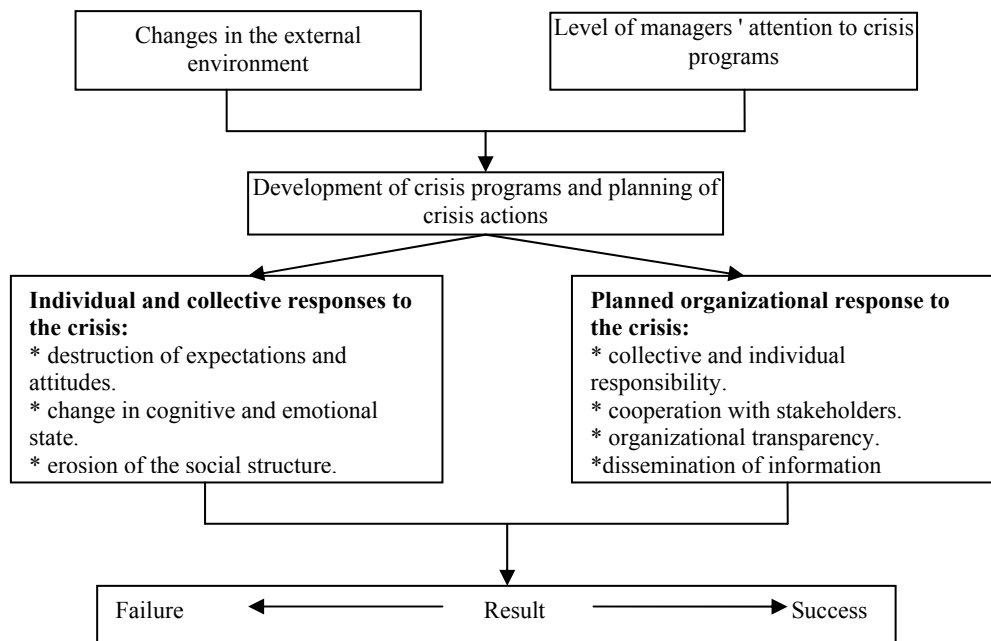 Changes in the external
environment
Level of managers ' attention to crisis
programs
Development of crisis programs and planning of
crisis actions
Individual and collective responses to
the crisis:
* destruction of expectations and
attitudes.
* change in cognitive and emotional
state.
* erosion of the social structure.
Planned organizational response to
the crisis:
* collective and individual
responsibility.
* cooperation with stakeholders.
* organizational transparency.
*dissemination of information
Failure Result Success